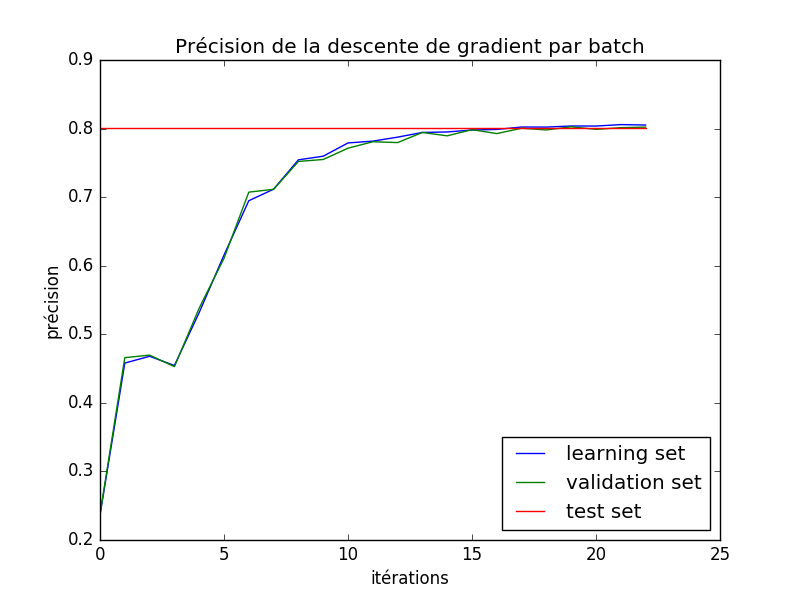 Précision de la descente de gradient par batch
0.9
0.8
0.7
0.6
0.5
0.4
0.3
0.2
précision
learning set
validation set
test set
0 5 10 15 20 25
itérations